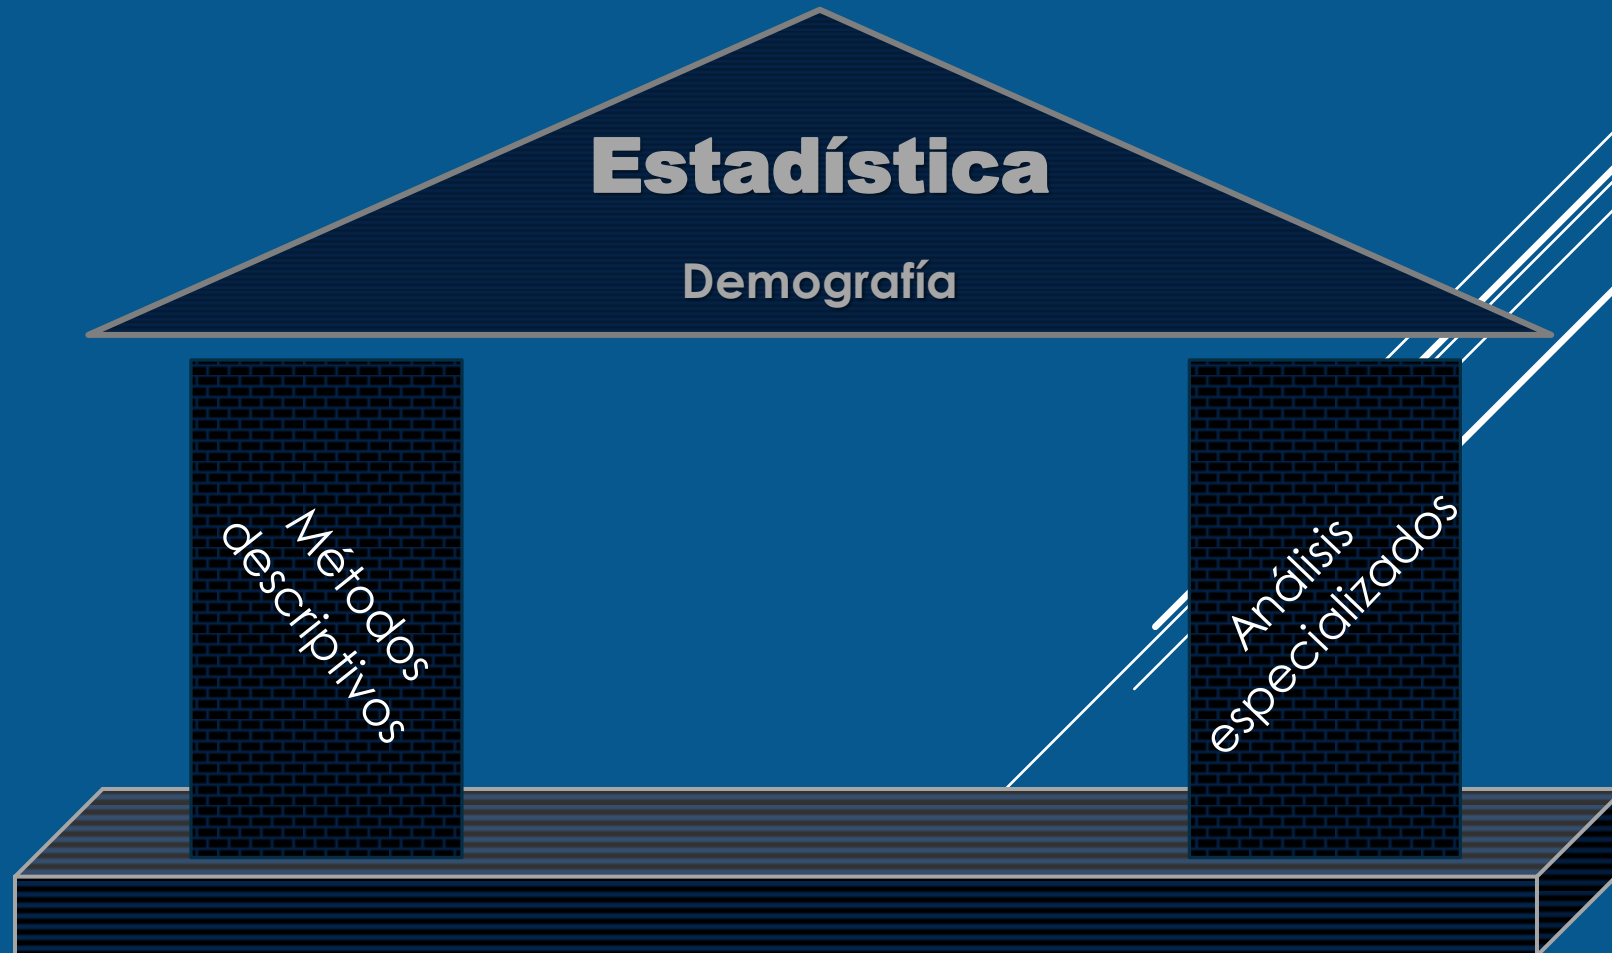 Estadística
Demografía
Métodos
descriptivos
Análisis
especializados